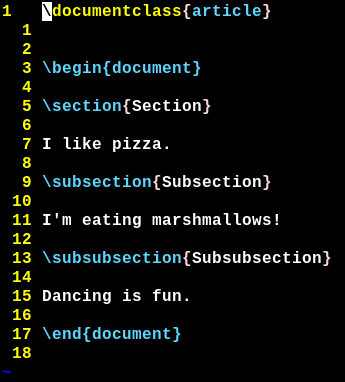 1 \documentclass{article}
1
2
3 \begin{document}
4
5 \section{Section}
6
7 I like pizza.
8
9 \subsection{Subsection}
10
11 I'm eating marshmallows!
12
13 \subsubsection{Subsubsection}
14
15 Dancing is fun.
16
17 \end{document}
18
~